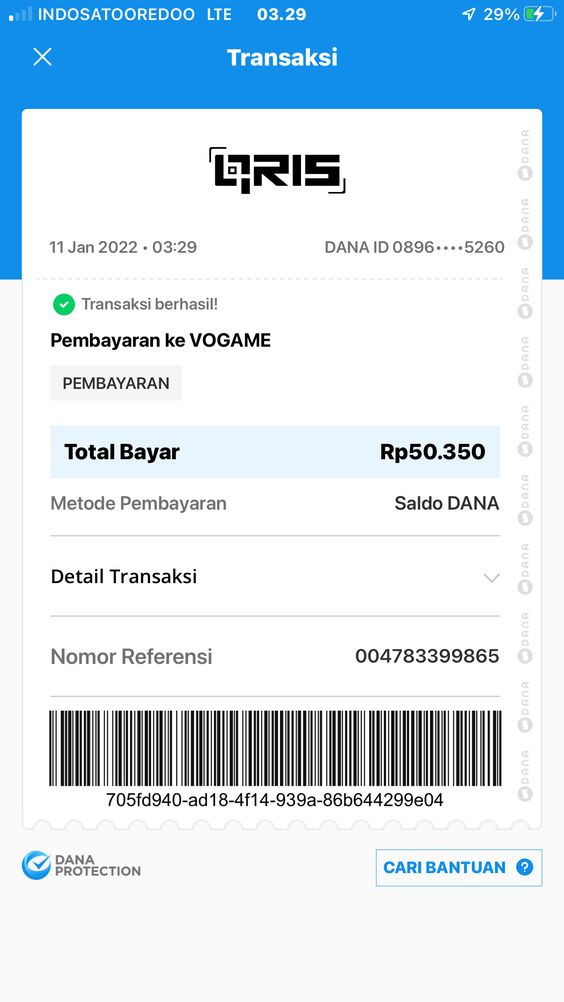 INDOSATOOREDOO LTE 03.29 29%
Transaksi
QRIS
11 Jan 2022 • 03:29 DANA ID 0896••••5260
Transaksi berhasil!
Pembayaran ke VOGAME
PEMBAYARAN
Total Bayar Rp50.350
Metode Pembayaran Saldo DANA
Detail Transaksi
Nomor Referensi 004783399865
705fd940-ad18-4f14-939a-86b644299e04
DANA
DANA
DANA
DANA
DANA
DANA
DANA
DANA
DANA
DANA
DANA
PROTECTION
CARI BANTUAN ?